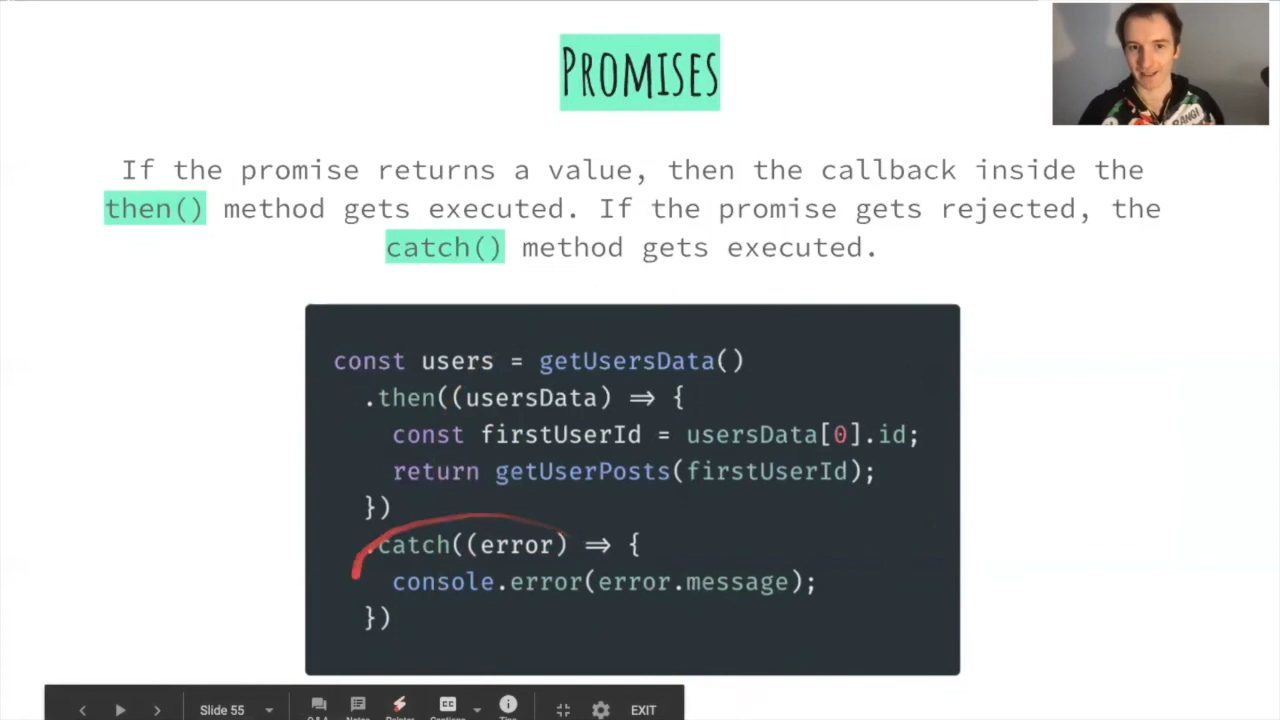 PROMISES
If the promise returns a value, then the callback inside the
then() method gets executed. If the promise gets rejected, the
catch() method gets executed.
const users = getUsersData()
.then((usersData) => {
const firstUserId = usersData[0].id;
return getUserPosts(firstUserId);
})
.catch((error) => {
console.error(error.message);
})
BANG!
Slide 55
CC
EXIT